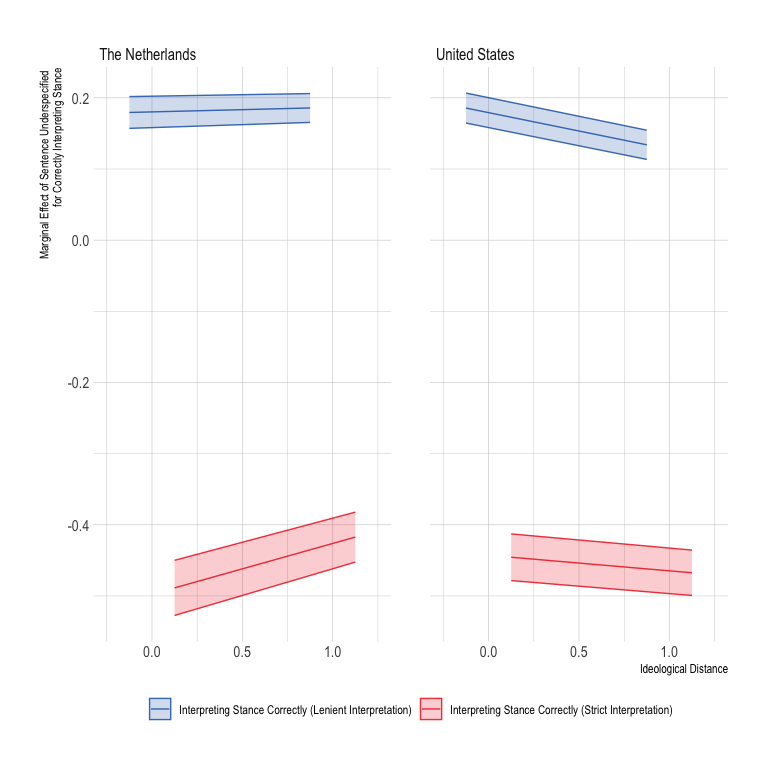 The Netherlands
United States
Marginal Effect of Sentence Underspecified
for Correctly Interpreting Stance
0.2
0.0
-0.2
-0.4
0.0 0.5 1.0
0.0 0.5 1.0
Ideological Distance
Interpreting Stance Correctly (Lenient Interpretation)
Interpreting Stance Correctly (Strict Interpretation)